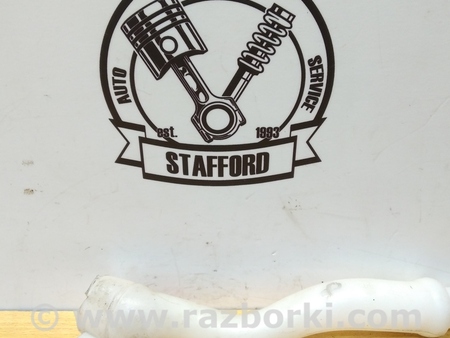 AUTO
SERVICE
est. 1993
STAFFORD
© www.razborki.com